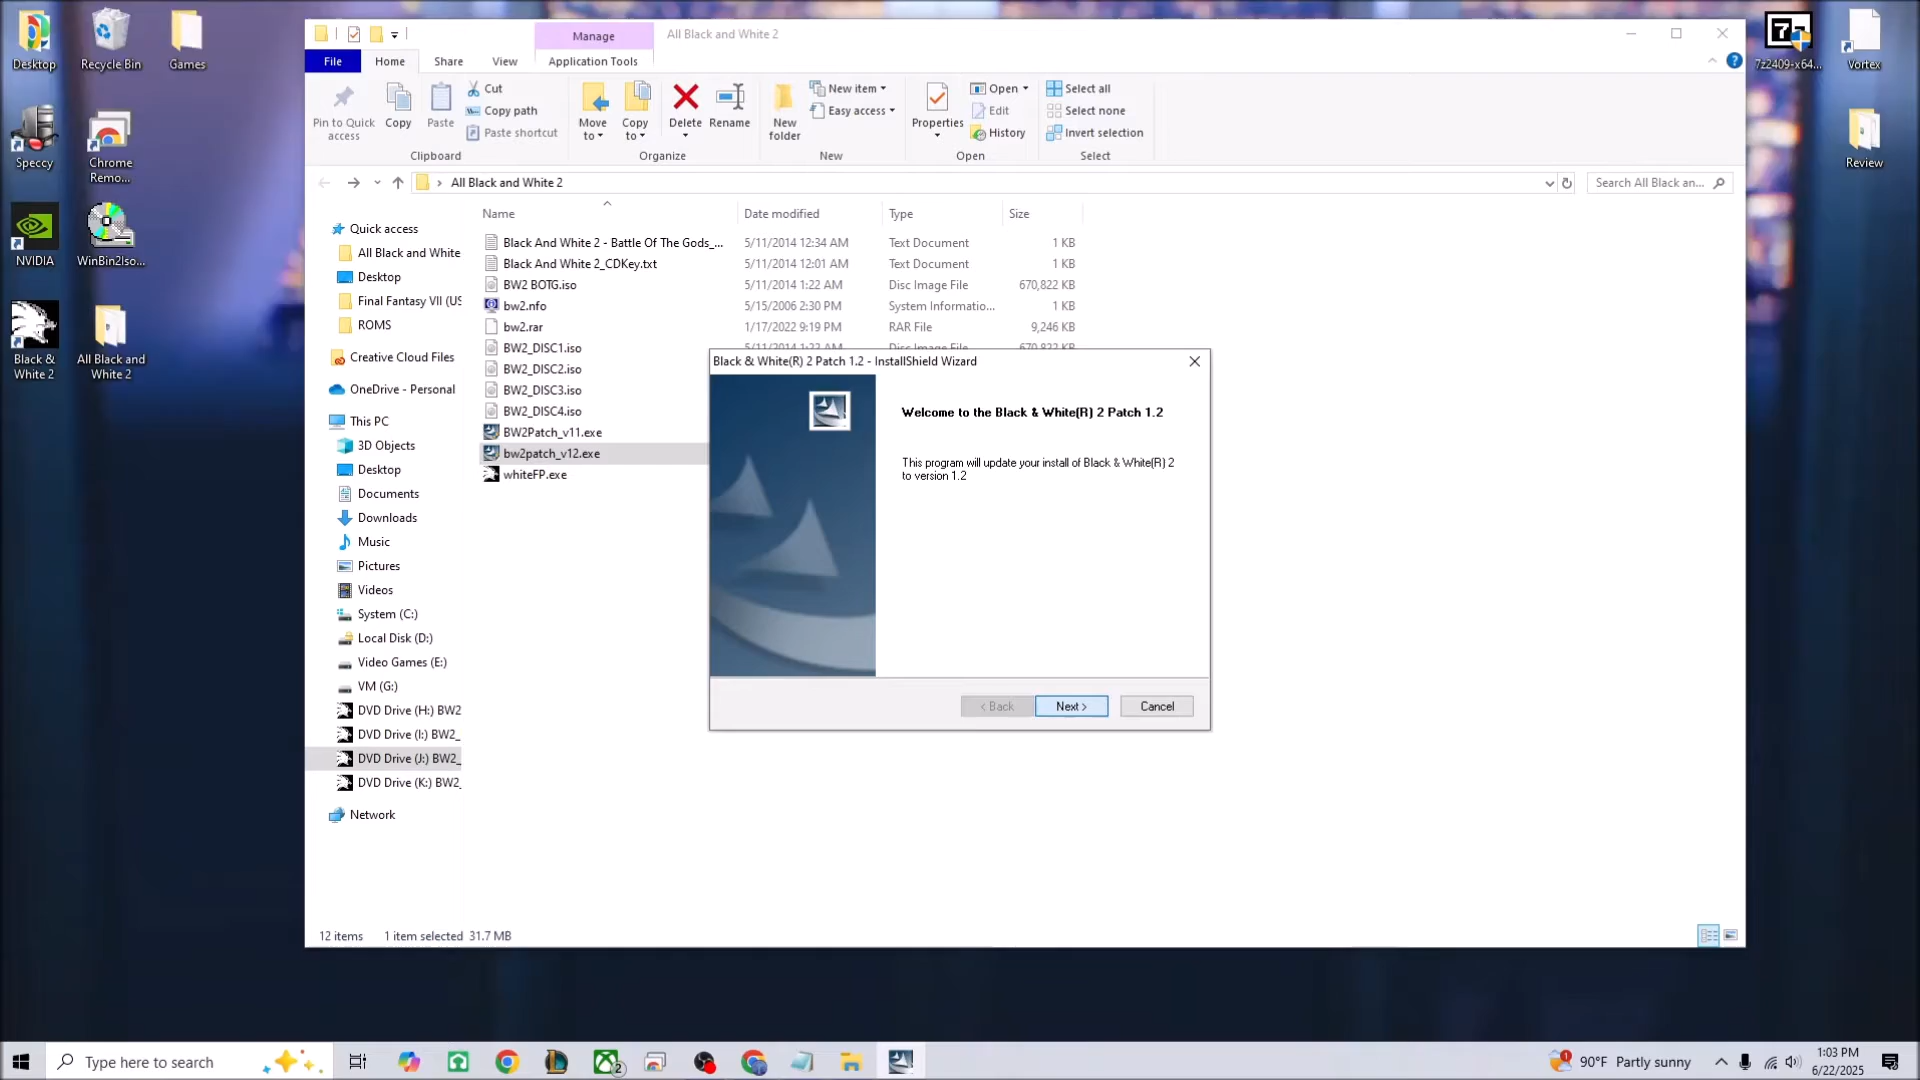 Desktop
Recycle Bin
Games
Speccy
Chrome
Remo...
NVIDIA
WinBin2Iso...
Black &
White 2
All Black and
White 2
7z2409-x64...
Vortex
Review
Manage
All Black and White 2
File
Home
Share
View
Application Tools
Pin to Quick
access
Copy
Paste
Cut
Copy path
Paste shortcut
Clipboard
Move
to
Copy
to
Delete
Rename
Organize
New
folder
New item
Easy access
New
Properties
Open
Edit
History
Open
Select all
Select none
Invert selection
Select
All Black and White 2
Search All Black an...
Name
Date modified
Type
Size
Quick access
All Black and White
Desktop
Final Fantasy VII (US
ROMS
Creative Cloud Files
OneDrive - Personal
This PC
3D Objects
Desktop
Documents
Downloads
Music
Pictures
Videos
System (C:)
Local Disk (D:)
Video Games (E:)
VM (G:)
DVD Drive (H:) BW2
DVD Drive (I:) BW2_
DVD Drive (J:) BW2_
DVD Drive (K:) BW2_
Network
Black And White 2 - Battle Of The Gods_... 5/11/2014 12:34 AM Text Document 1 KB
Black And White 2_CDKey.txt 5/11/2014 12:01 AM Text Document 1 KB
BW2 BOTG.iso 5/11/2014 1:22 AM Disc Image File 670,822 KB
bw2.nfo 5/15/2006 2:30 PM System Informatio... 1 KB
bw2.rar 1/17/2022 9:19 PM RAR File 9,246 KB
BW2_DISC1.iso
BW2_DISC2.iso
BW2_DISC3.iso
BW2_DISC4.iso
BW2Patch_v11.exe
bw2patch_v12.exe
whiteFP.exe
Black & White(R) 2 Patch 1.2 - InstallShield Wizard
Welcome to the Black & White(R) 2 Patch 1.2
This program will update your install of Black & White(R) 2
to version 1.2
< Back
Next >
Cancel
12 items
1 item selected 31.7 MB
Type here to search
2
1
90°F Partly sunny
1:03 PM
6/22/2025